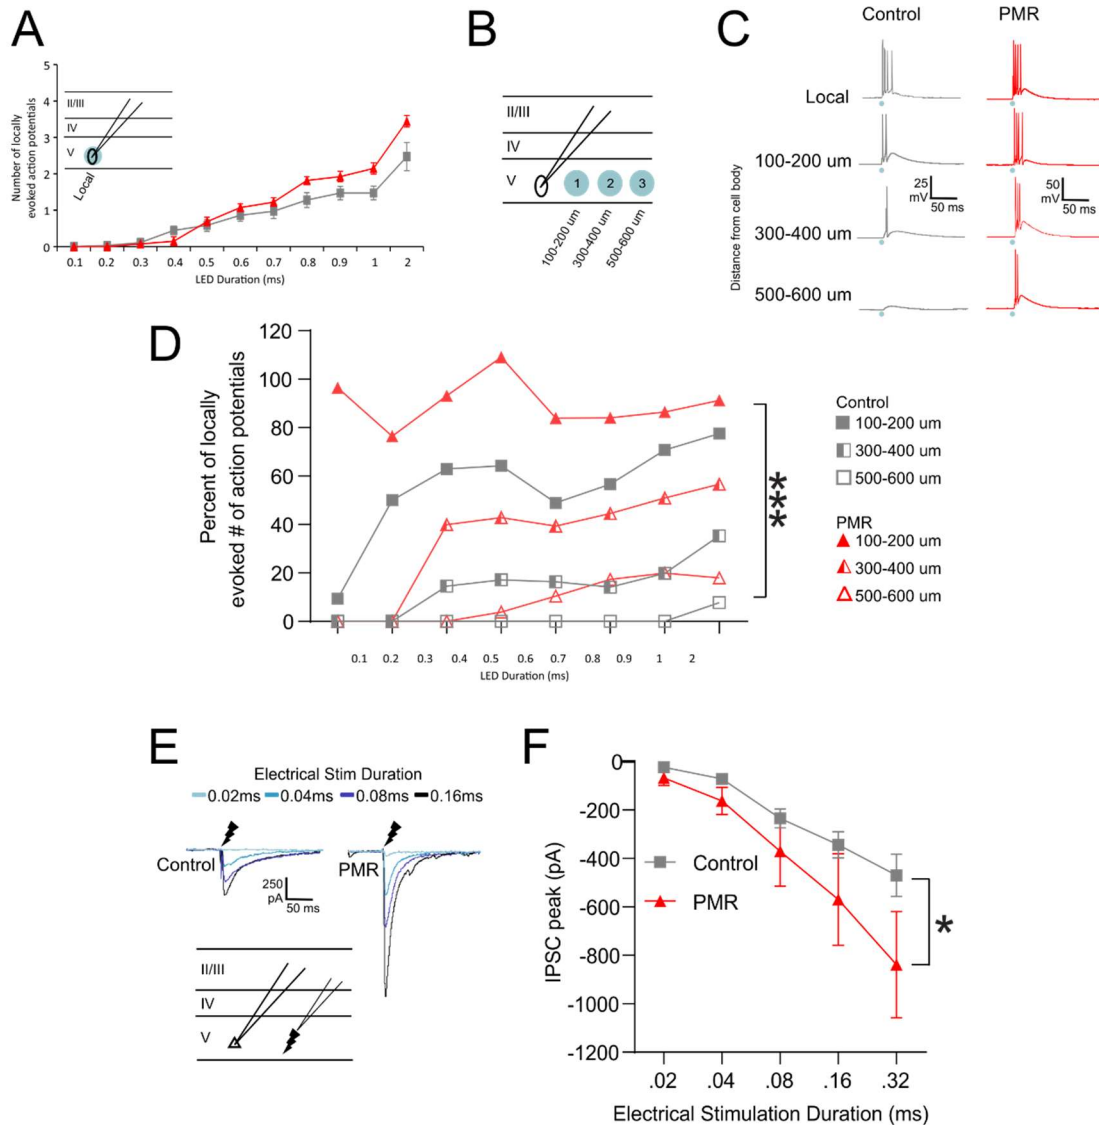 A
Number of locally
evoked action potentials
5
4
3
2
1
0
II/III
IV
V
Local
0.1 0.2 0.3 0.4 0.5 0.6 0.7 0.8 0.9 1 2
LED Duration (ms)
B
II/III
IV
V
1 2 3
100-200 um
300-400 um
500-600 um
C
Control PMR
Distance from cell body
Local
100-200 um
300-400 um
500-600 um
25
mV
50 ms
50
mV
50 ms
D
Percent of locally
evoked # of action potentials
120
100
80
60
40
20
0
0.1 0.2 0.3 0.4 0.5 0.6 0.7 0.8 0.9 1 2
LED Duration (ms)
***
Control
100-200 um
300-400 um
500-600 um
PMR
100-200 um
300-400 um
500-600 um
E
Electrical Stim Duration
0.02ms 0.04ms 0.08ms 0.16ms
Control
PMR
250
pA
50 ms
II/III
IV
V
F
IPSC peak (pA)
0
-200
-400
-600
-800
-1000
-1200
Control
PMR
*
.02 .04 .08 .16 .32
Electrical Stimulation Duration (ms)